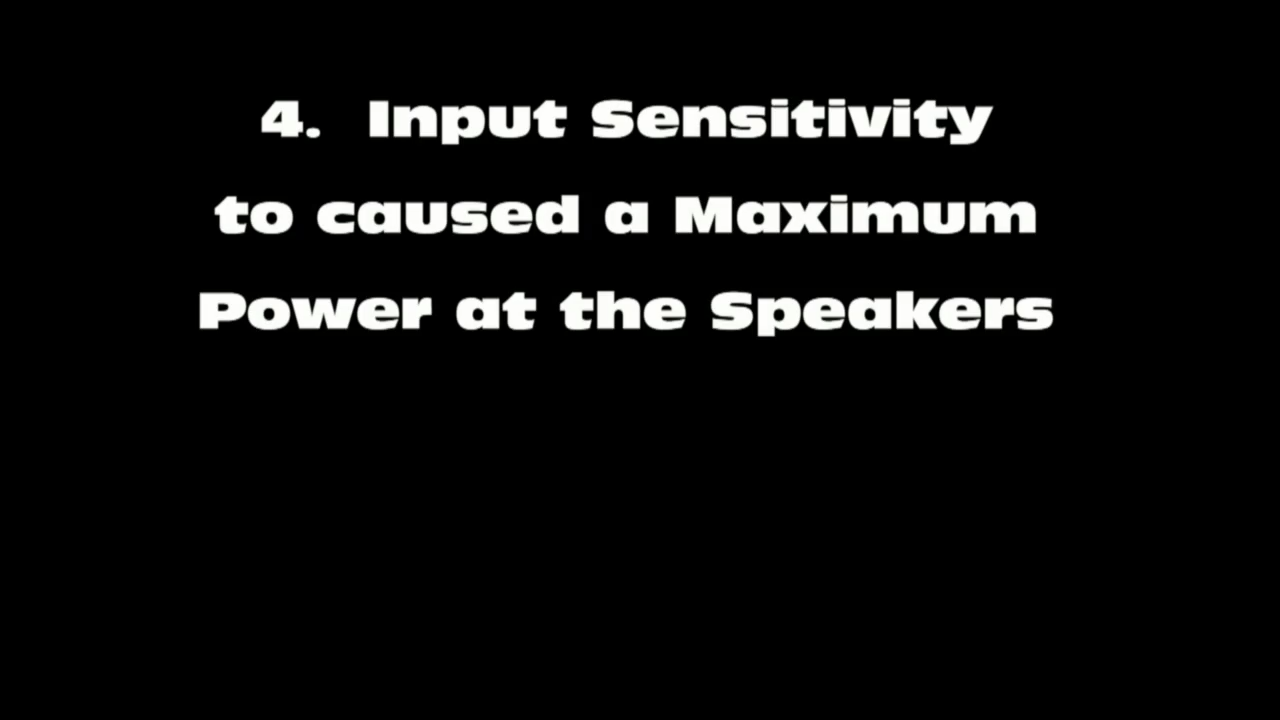 4. Input Sensitivity
to caused a Maximum
Power at the Speakers